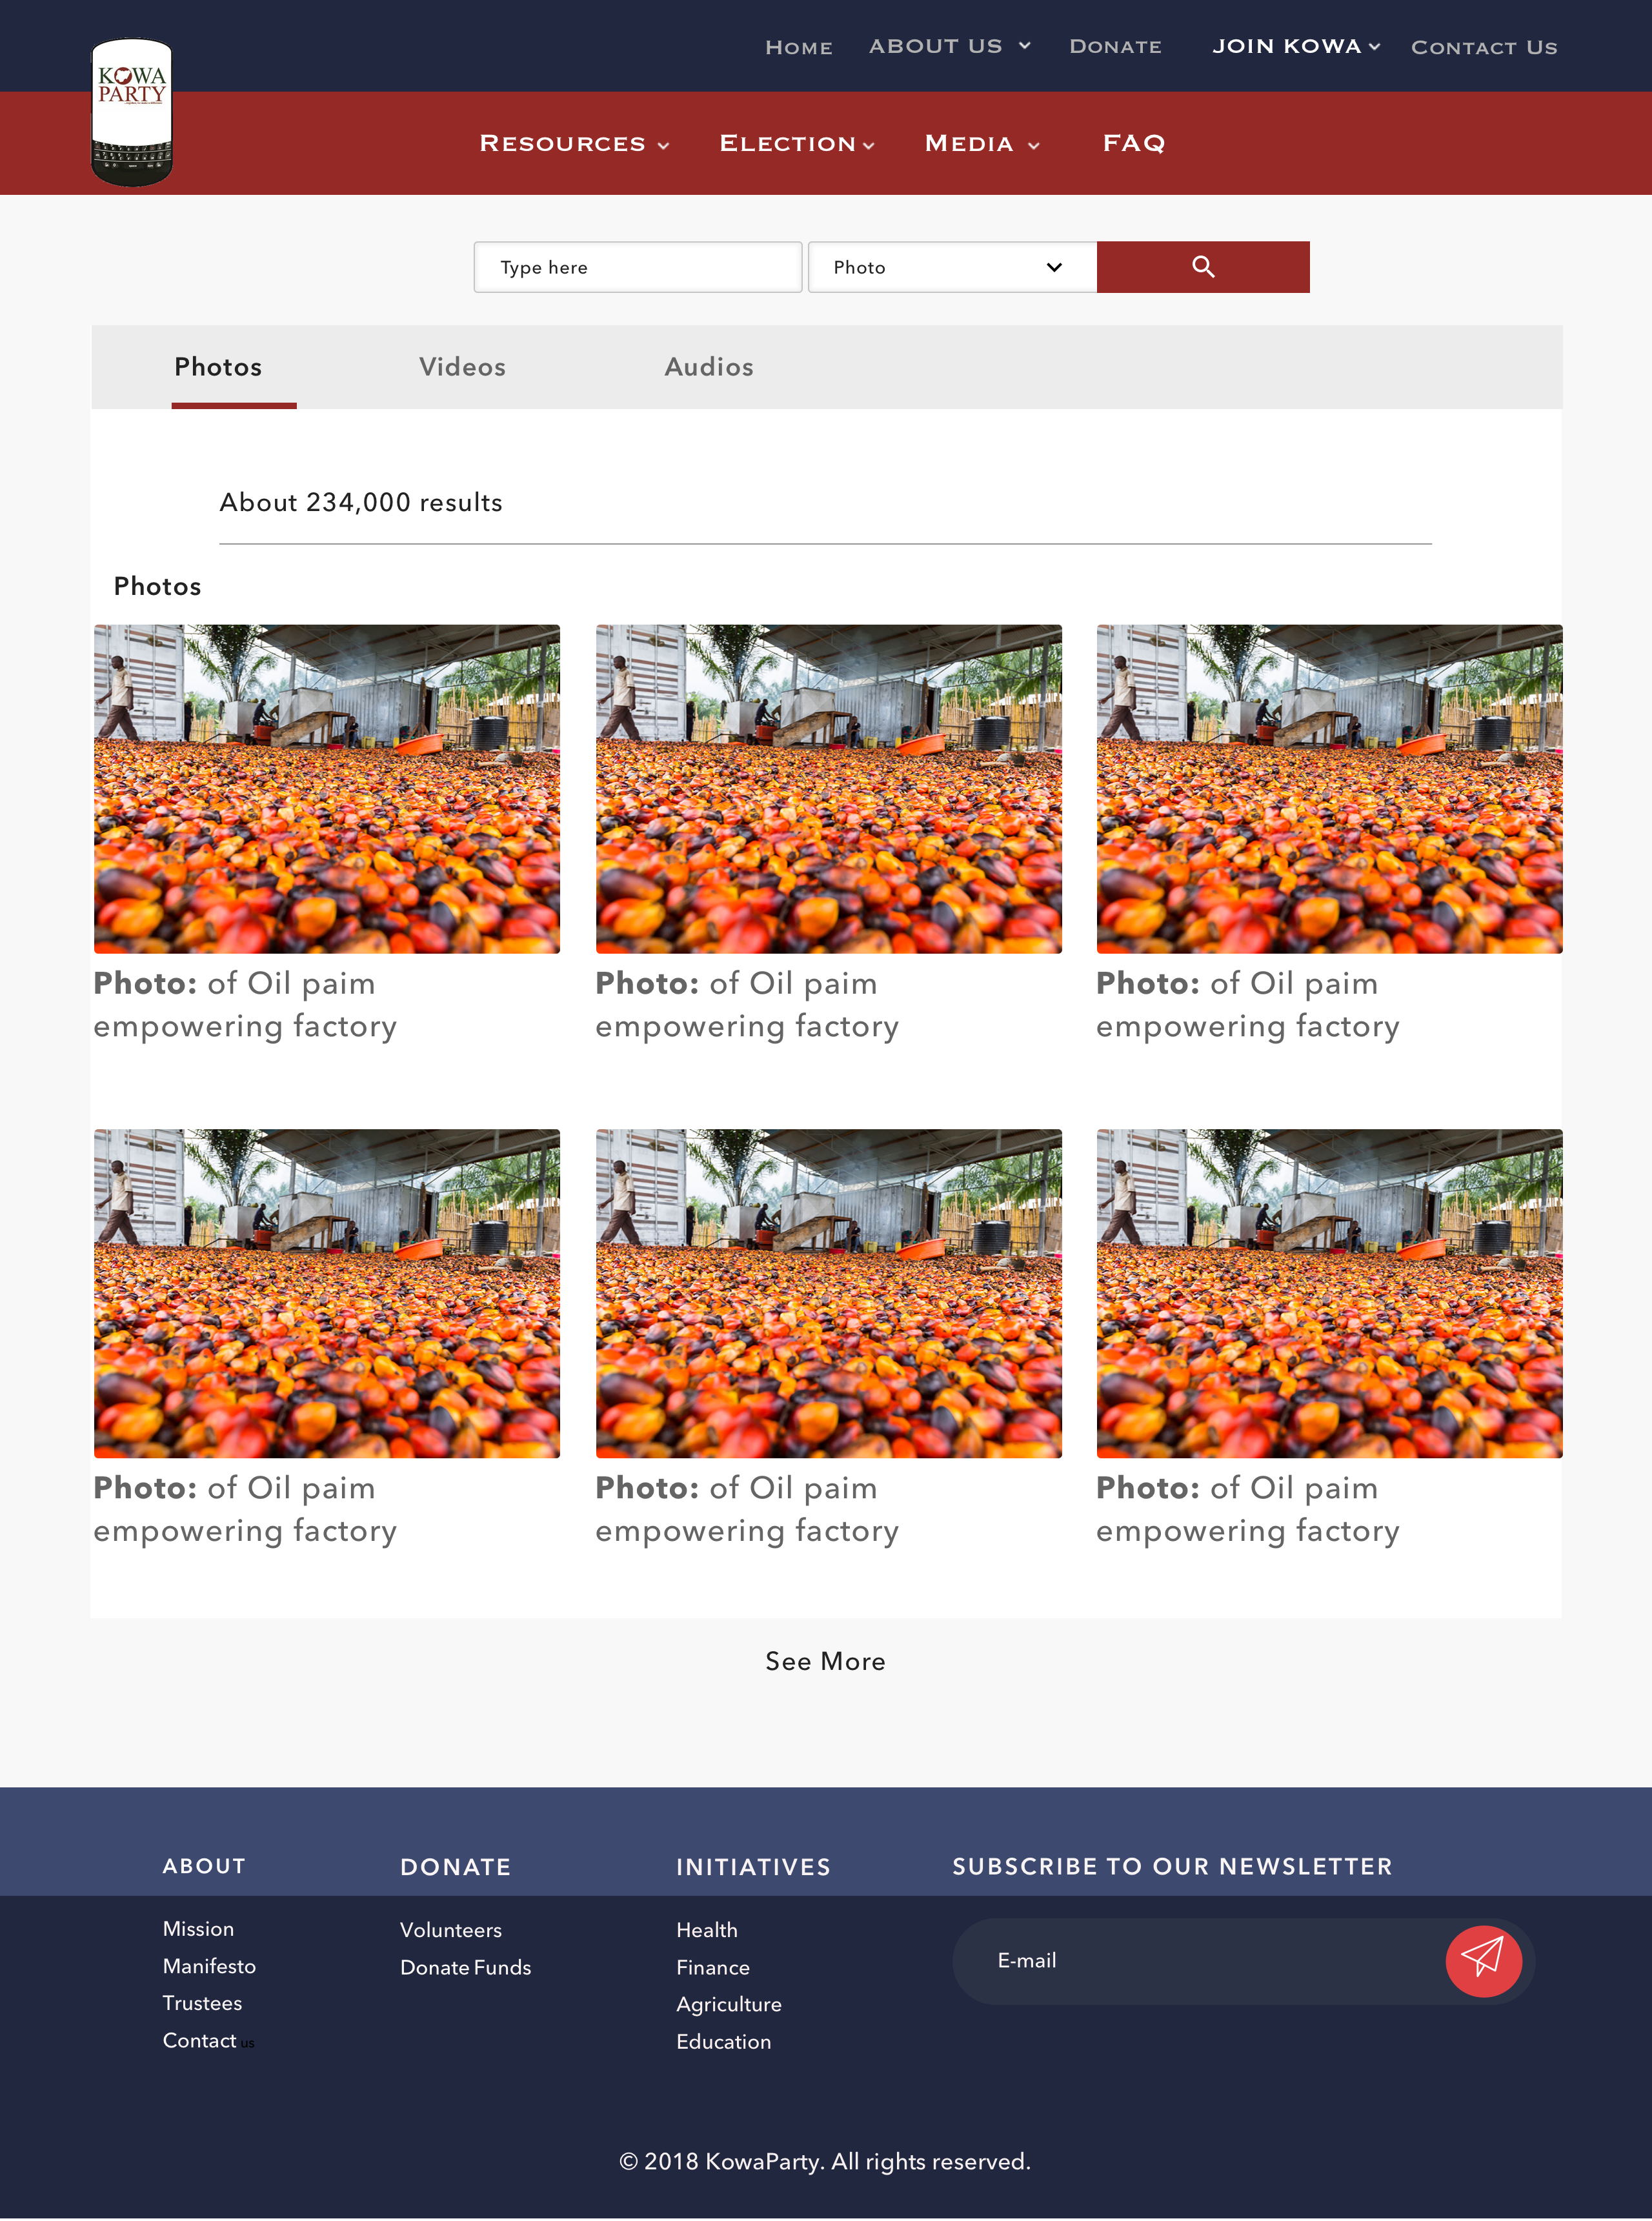 Home ABOUT US Donate JOIN KOWA Contact Us
KOWA
PARTY
Resources Election Media FAQ
Type here Photo
Photos Videos Audios
About 234,000 results
Photos
Photo: of Oil paim
empowering factory
Photo: of Oil paim
empowering factory
Photo: of Oil paim
empowering factory
Photo: of Oil paim
empowering factory
Photo: of Oil paim
empowering factory
Photo: of Oil paim
empowering factory
See More
ABOUT
Mission
Manifesto
Trustees
Contact us
DONATE
Volunteers
Donate Funds
INITIATIVES
Health
Finance
Agriculture
Education
SUBSCRIBE TO OUR NEWSLETTER
E-mail
© 2018 KowaParty. All rights reserved.